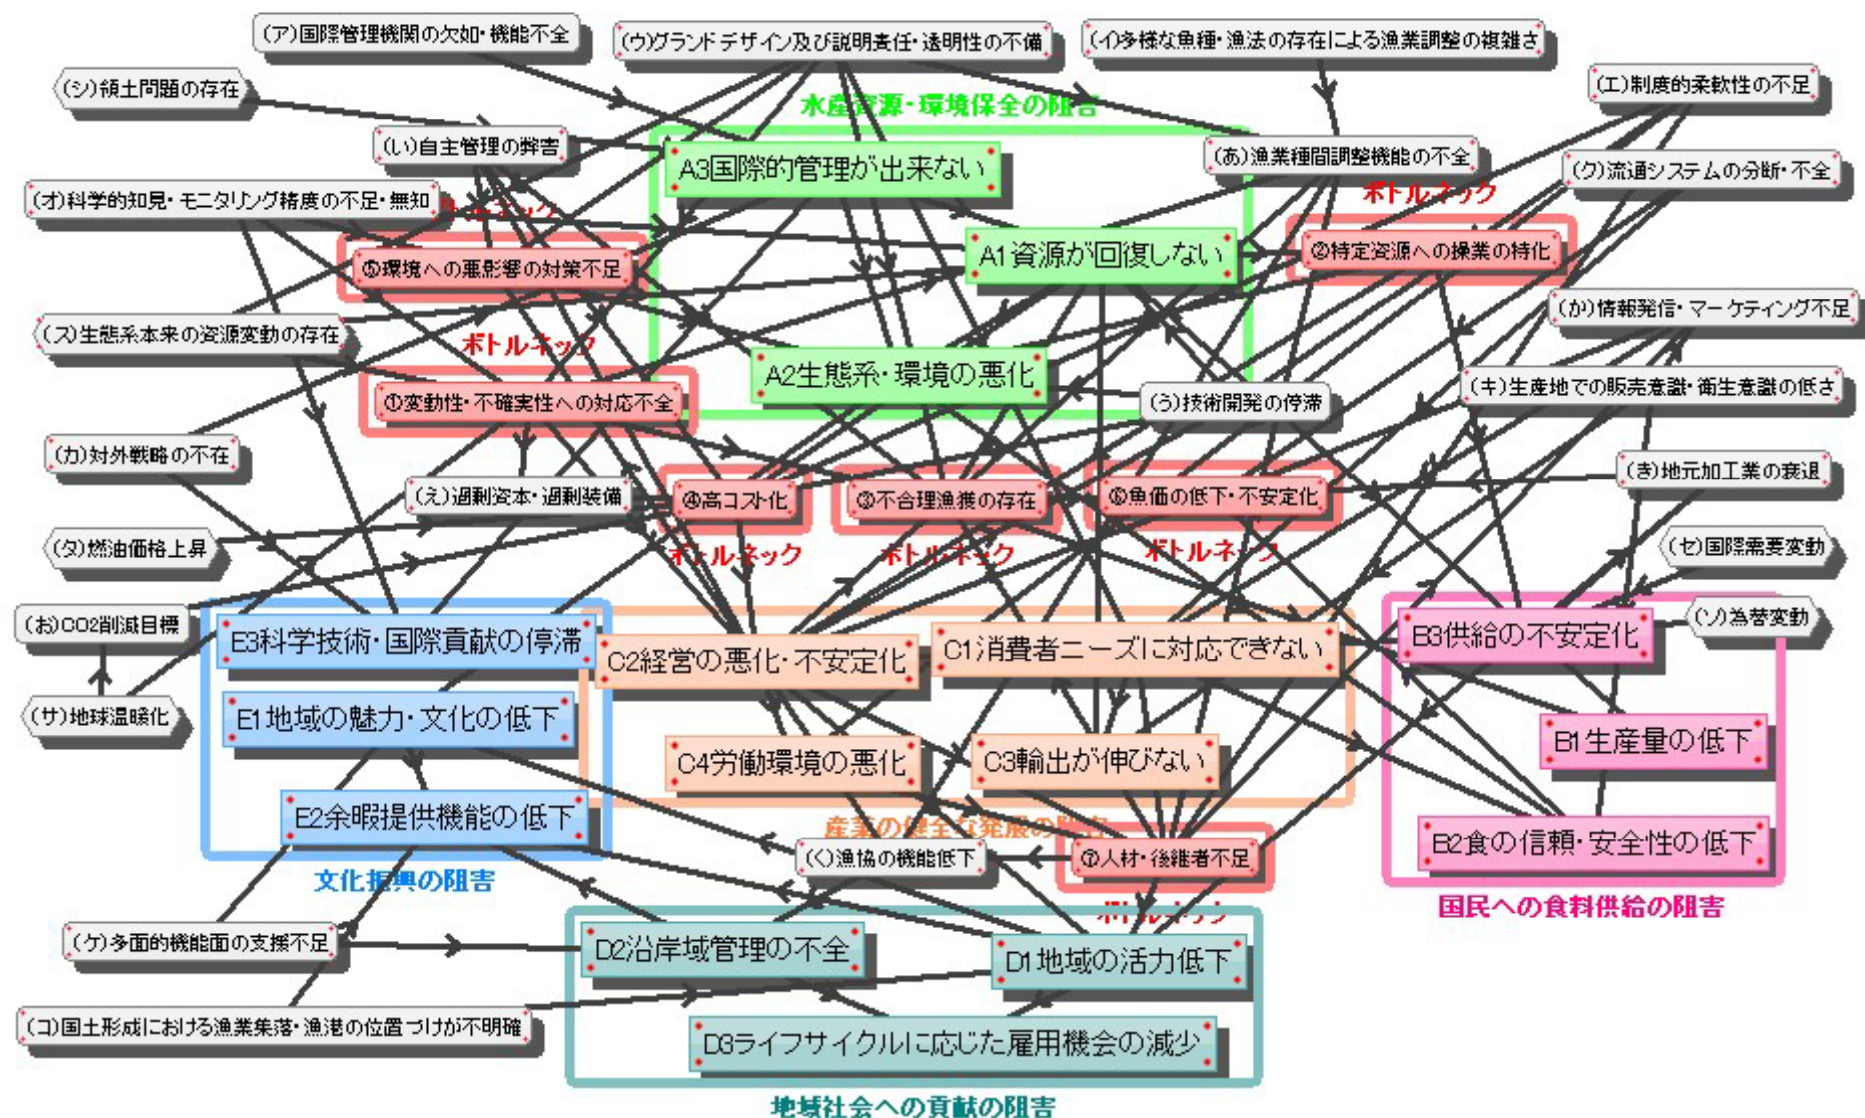 (ア)国際管理機関の欠如・機能不全
(ウ)グランドデザイン及び説明責任・透明性の不備
(イ)多様な魚種・漁法の存在による漁業調整の複雑さ
(シ)領土問題の存在
(エ)制度的柔軟性の不足
水産資源・環境保全の阻害
(い)自主管理の弊害
A3国際的管理が出来ない
(あ)漁業種間調整機能の不全
(ク)流通システムの分断・不全
(オ)科学的知見・モニタリング精度の不足・無知
ボトルネック
ボトルネック
A1資源が回復しない
②特定資源への操業の特化
⑤環境への悪影響の対策不足
(か)情報発信・マーケティング不足
(ス)生態系本来の資源変動の存在
ボトルネック
A2生態系・環境の悪化
(キ)生産地での販売意識・衛生意識の低さ
①変動性・不確実性への対応不全
(う)技術開発の停滞
(カ)対外戦略の不在
(き)地元加工業の衰退
(え)過剰資本・過剰装備
④高コスト化
③不合理漁獲の存在
⑥魚価の低下・不安定化
(タ)燃油価格上昇
ボトルネック
ボトルネック
ボトルネック
(セ)国際需要変動
(お)CO2削減目標
E3科学技術・国際貢献の停滞
C2経営の悪化・不安定化
C1消費者ニーズに対応できない
B3供給の不安定化
(ソ)為替変動
(サ)地球温暖化
E1地域の魅力・文化の低下
C4労働環境の悪化
C3輸出が伸びない
B1生産量の低下
E2余暇提供機能の低下
産業の健全な発展の阻害
B2食の信頼・安全性の低下
(く)漁協の機能低下
⑦人材・後継者不足
文化振興の阻害
ボトルネック
国民への食料供給の阻害
(ケ)多面的機能面の支援不足
D2沿岸域管理の不全
D1地域の活力低下
(コ)国土形成における漁業集落・漁港の位置づけが不明確
D3ライフサイクルに応じた雇用機会の減少
地域社会への貢献の阻害